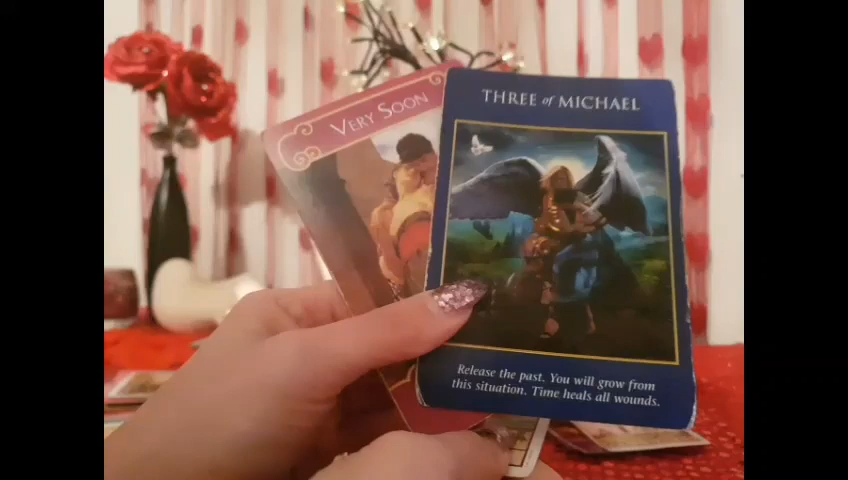 VERY SOON
THREE of MICHAEL
Release the past. You will grow from
this situation. Time heals all wounds.